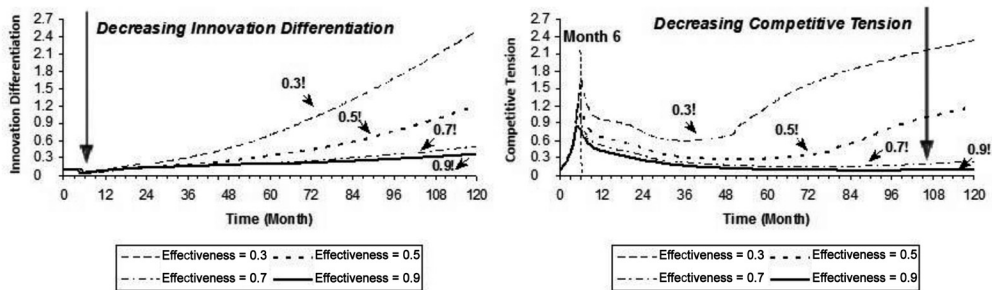 Decreasing Innovation Differentiation
Innovation Differentiation
2.7
2.4
2.1
1.8
1.5
1.2
0.9
0.6
0.3
0
0.3!
0.5!
0.7!
0.9!
0 12 24 36 48 60 72 84 96 108 120
Time (Month)
Effectiveness = 0.3 Effectiveness = 0.5
Effectiveness = 0.7 Effectiveness = 0.9
Decreasing Competitive Tension
Month 6
Competitive Tension
2.7
2.4
2.1
1.8
1.5
1.2
0.9
0.6
0.3
0
0.3!
0.5!
0.7!
0.9!
0 12 24 36 48 60 72 84 96 108 120
Time (Month)
Effectiveness = 0.3 Effectiveness = 0.5
Effectiveness = 0.7 Effectiveness = 0.9